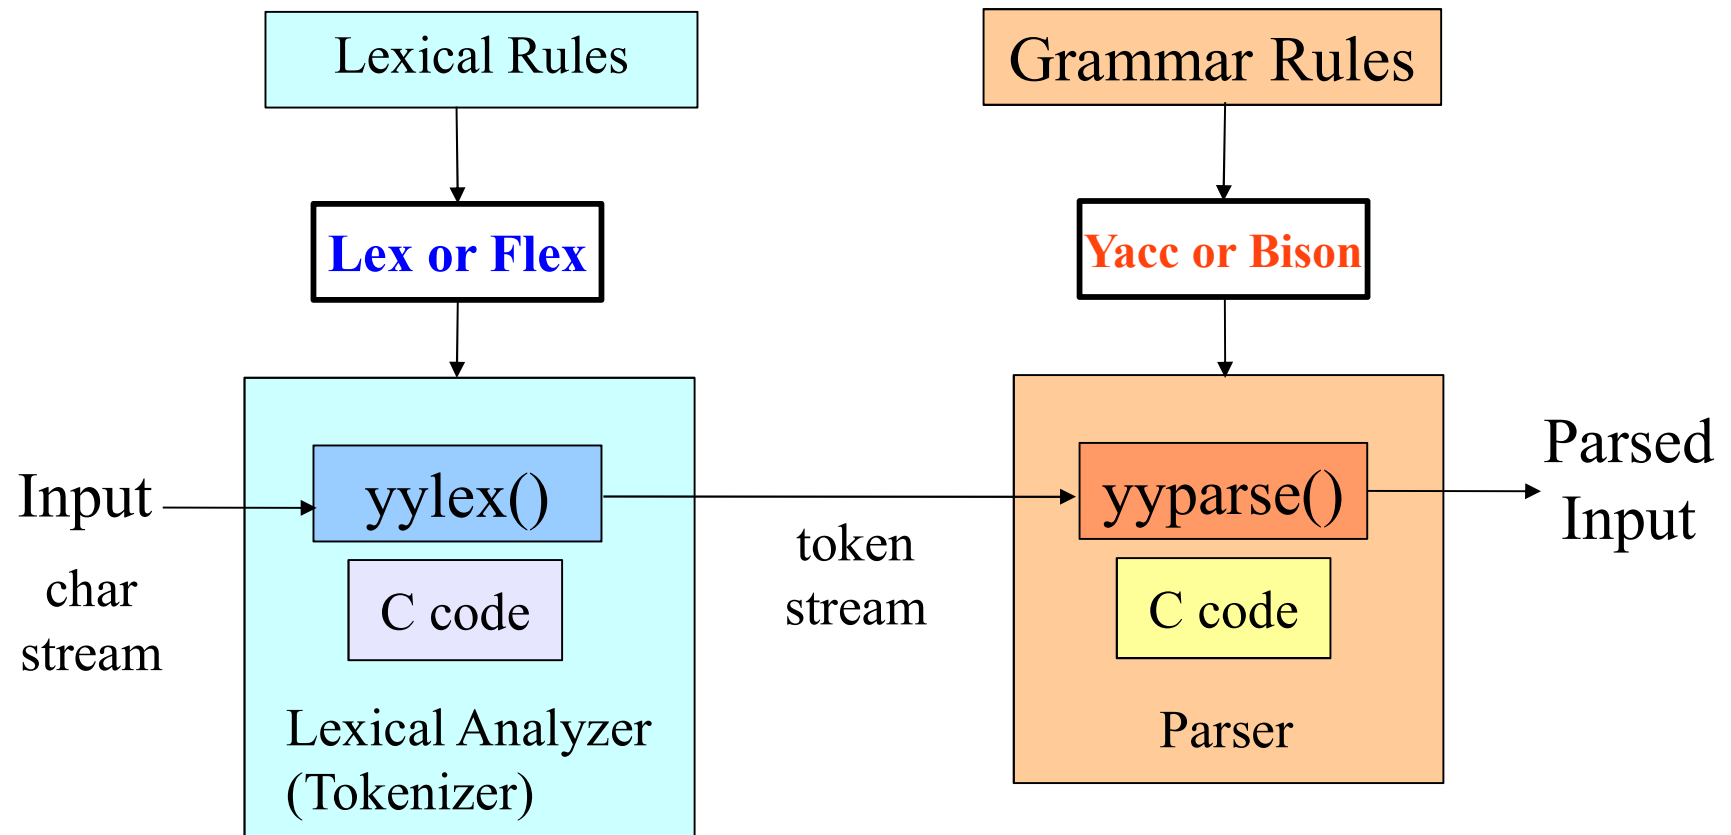 Lexical Rules
Grammar Rules
Lex or Flex
Yacc or Bison
Input
char
stream
yylex()
C code
Lexical Analyzer
(Tokenizer)
token
stream
yyparse()
C code
Parser
Parsed
Input